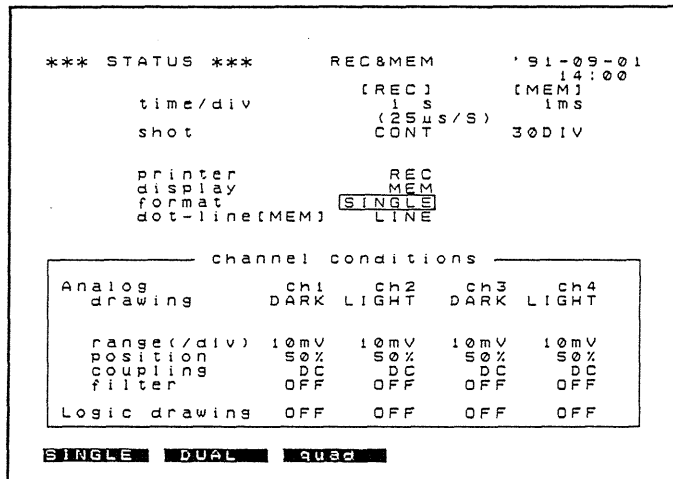 *** STATUS *** REC&MEM '91-09-01
14:00
[REC] [MEM]
time/div 1 s 1ms
(25µs/S)
shot CONT 30DIV
printer REC
display MEM
format SINGLE
dot-line[MEM] LINE
channel conditions
Analog ch1 ch2 ch3 ch4
drawing DARK LIGHT DARK LIGHT
range(/div) 10mV 10mV 10mV 10mV
position 50% 50% 50% 50%
coupling DC DC DC DC
filter OFF OFF OFF OFF
Logic drawing OFF OFF OFF OFF
SINGLE DUAL quad